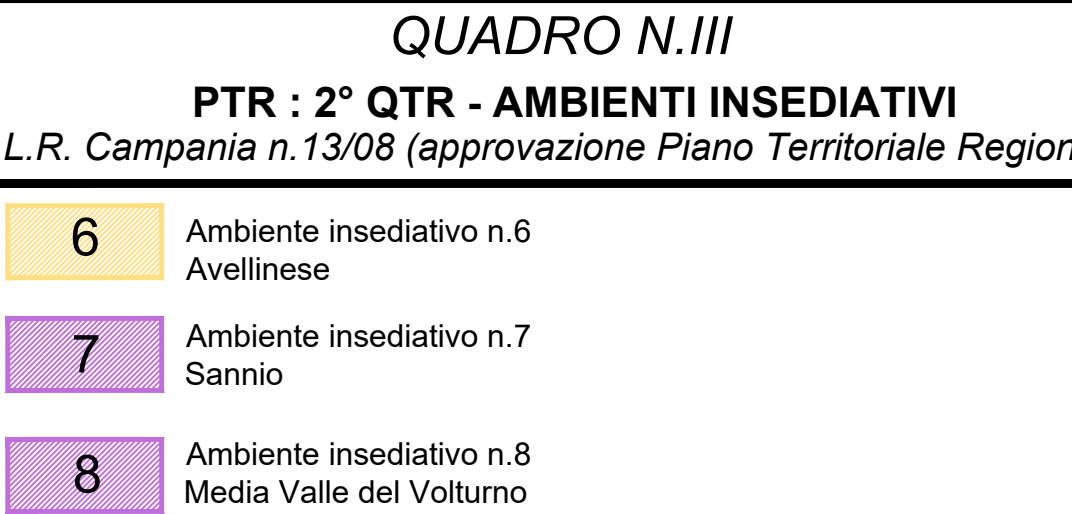 QUADRO N.III
PTR : 2° QTR - AMBIENTI INSEDIATIVI
L.R. Campania n.13/08 (approvazione Piano Territoriale Region
6
Ambiente insediativo n.6
Avellinese
7
Ambiente insediativo n.7
Sannio
8
Ambiente insediativo n.8
Media Valle del Volturno